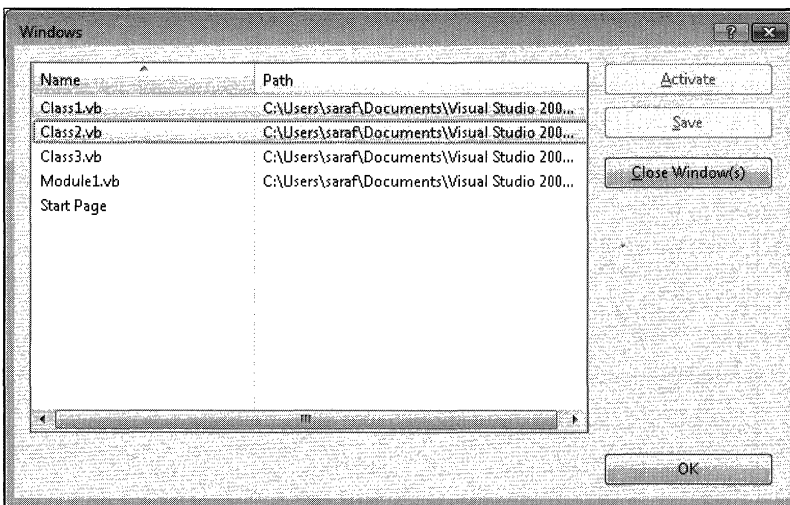 Windows
Name Path
Class1.vb C:\Users\saraf\Documents\Visual Studio 200...
Class2.vb C:\Users\saraf\Documents\Visual Studio 200...
Class3.vb C:\Users\saraf\Documents\Visual Studio 200...
Module1.vb C:\Users\saraf\Documents\Visual Studio 200...
Start Page
Activate
Save
Close Window(s)
OK